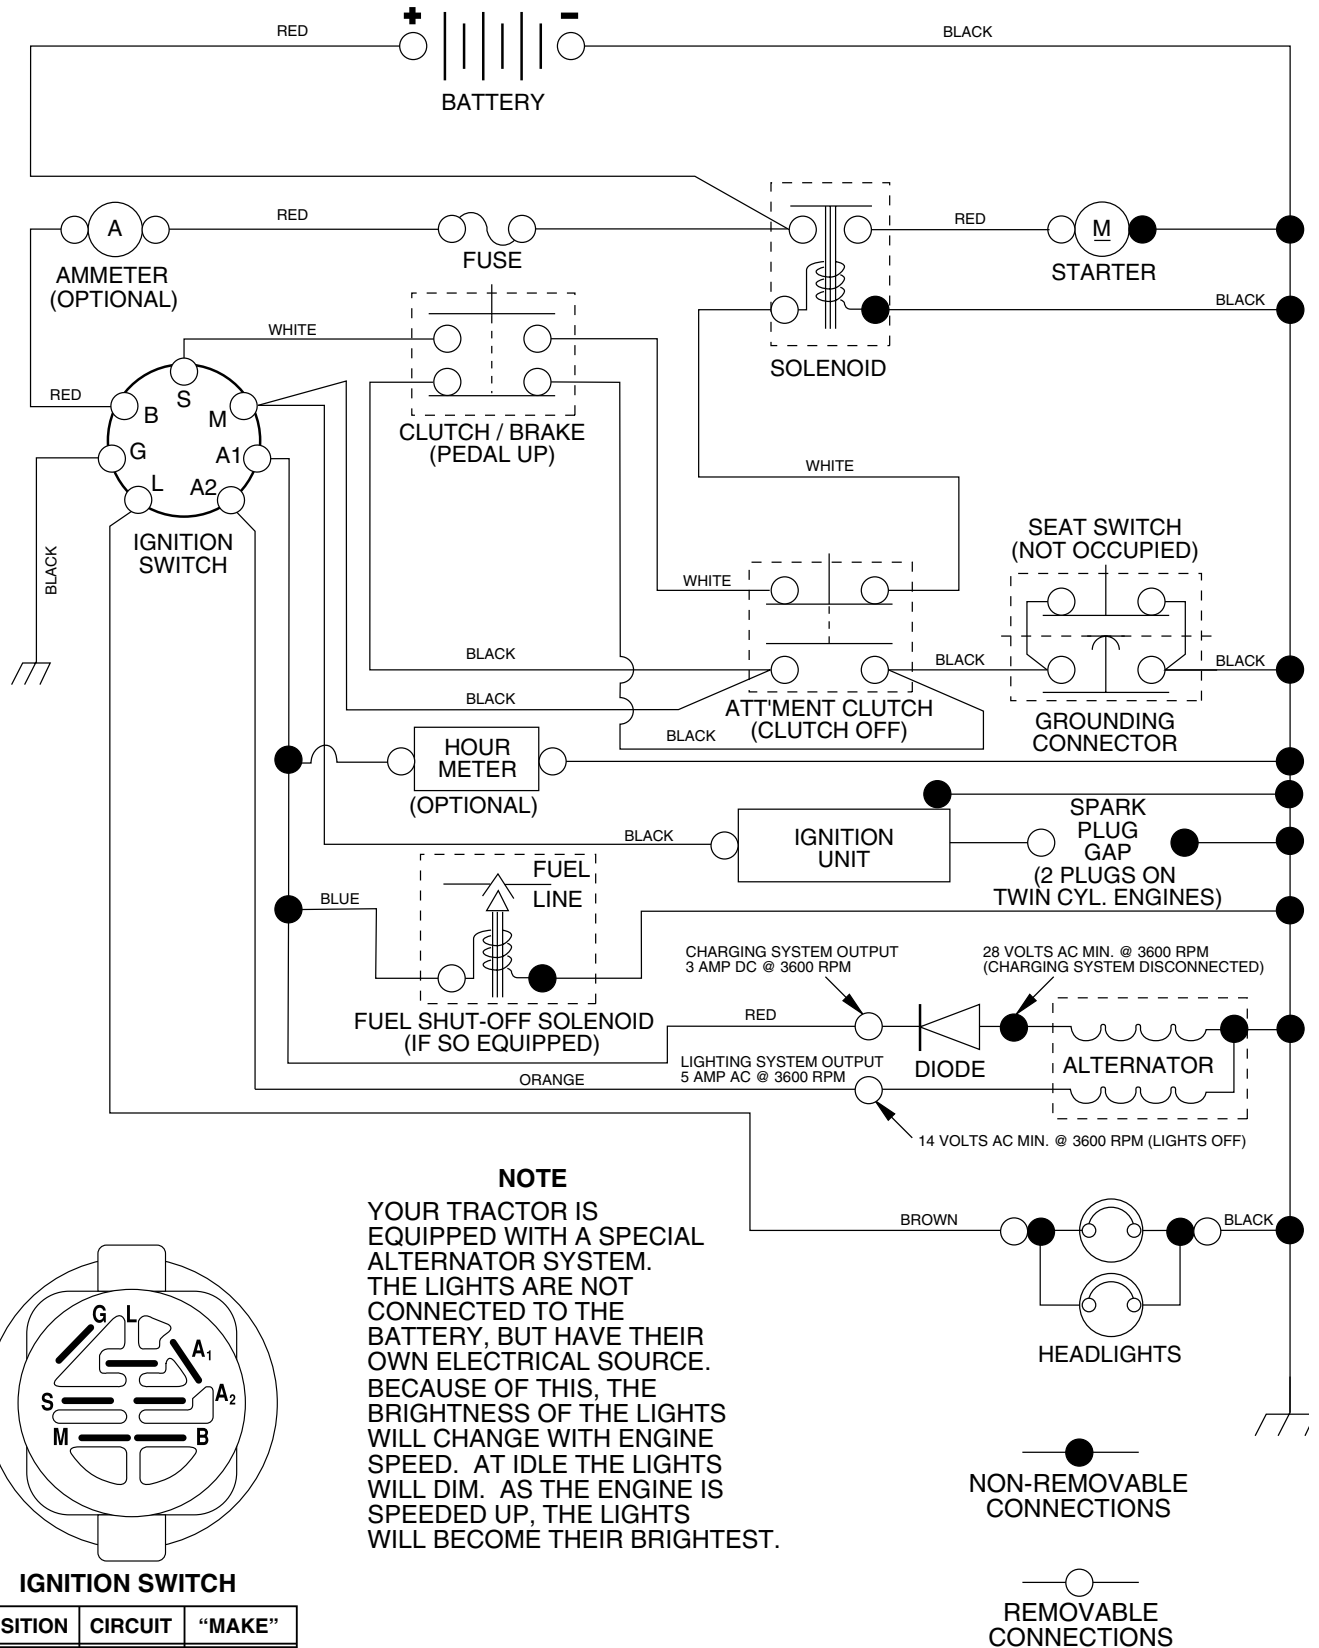 +
-
RED
BLACK
BATTERY
A
RED
RED
M
FUSE
STARTER
AMMETER
(OPTIONAL)
BLACK
WHITE
SOLENOID
RED
S
B
M
G
A1
L
A2
CLUTCH / BRAKE
(PEDAL UP)
WHITE
IGNITION
SWITCH
BLACK
SEAT SWITCH
(NOT OCCUPIED)
WHITE
BLACK
BLACK
BLACK
BLACK
ATT'MENT CLUTCH
(CLUTCH OFF)
GROUNDING
CONNECTOR
BLACK
HOUR
METER
(OPTIONAL)
BLACK
IGNITION
UNIT
SPARK
PLUG
GAP
(2 PLUGS ON
TWIN CYL. ENGINES)
FUEL
LINE
BLUE
CHARGING SYSTEM OUTPUT
3 AMP DC @ 3600 RPM
28 VOLTS AC MIN. @ 3600 RPM
(CHARGING SYSTEM DISCONNECTED)
FUEL SHUT-OFF SOLENOID
(IF SO EQUIPPED)
RED
DIODE
ALTERNATOR
LIGHTING SYSTEM OUTPUT
5 AMP AC @ 3600 RPM
ORANGE
14 VOLTS AC MIN. @ 3600 RPM (LIGHTS OFF)
NOTE
YOUR TRACTOR IS
EQUIPPED WITH A SPECIAL
ALTERNATOR SYSTEM.
THE LIGHTS ARE NOT
CONNECTED TO THE
BATTERY, BUT HAVE THEIR
OWN ELECTRICAL SOURCE.
BECAUSE OF THIS, THE
BRIGHTNESS OF THE LIGHTS
WILL CHANGE WITH ENGINE
SPEED. AT IDLE THE LIGHTS
WILL DIM. AS THE ENGINE IS
SPEEDED UP, THE LIGHTS
WILL BECOME THEIR BRIGHTEST.
BROWN
BLACK
HEADLIGHTS
G L
A1
S
A2
M
B
IGNITION SWITCH
SITION CIRCUIT “MAKE”
NON-REMOVABLE
CONNECTIONS
REMOVABLE
CONNECTIONS